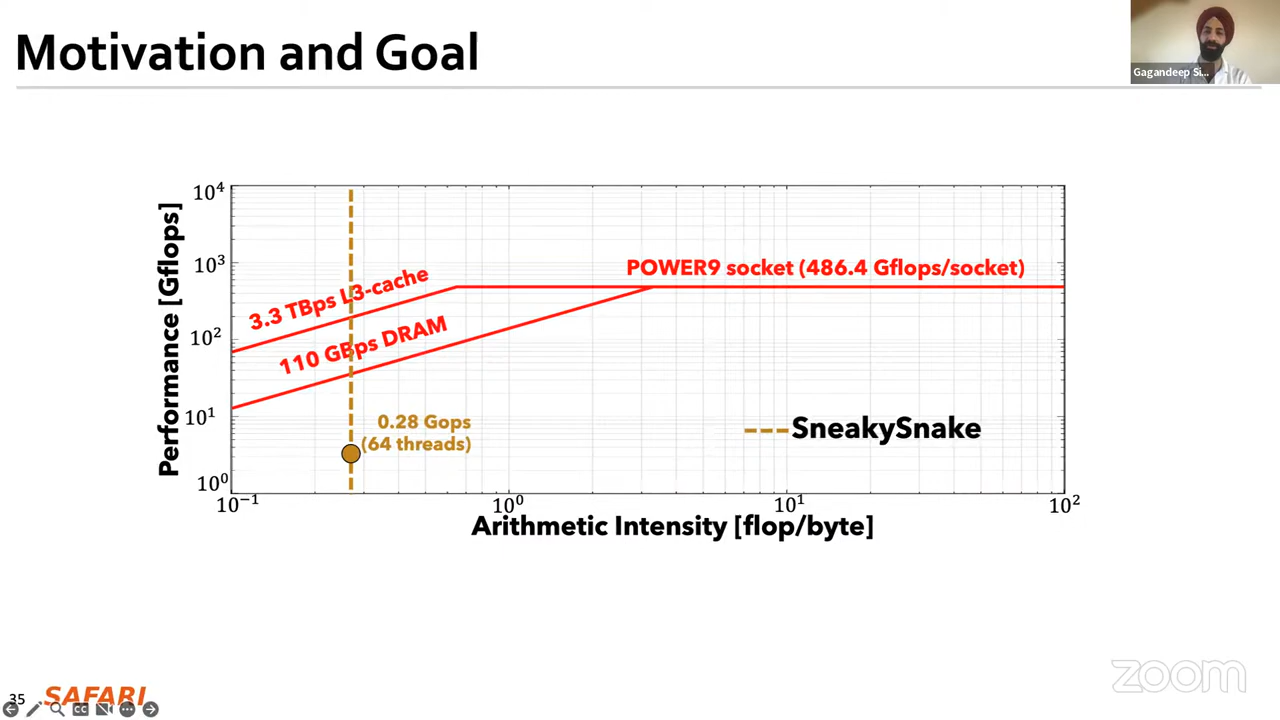 Motivation and Goal
Gagandeep Si...
10⁴
10³
10²
10¹
10⁰
Performance [Gflops]
3.3 TBps L3-cache
110 GBps DRAM
POWER9 socket (486.4 Gflops/socket)
0.28 Gops
(64 threads)
SneakySnake
10⁻¹
10⁰
10¹
10²
Arithmetic Intensity [flop/byte]
35
SAFARI
CC
zoom